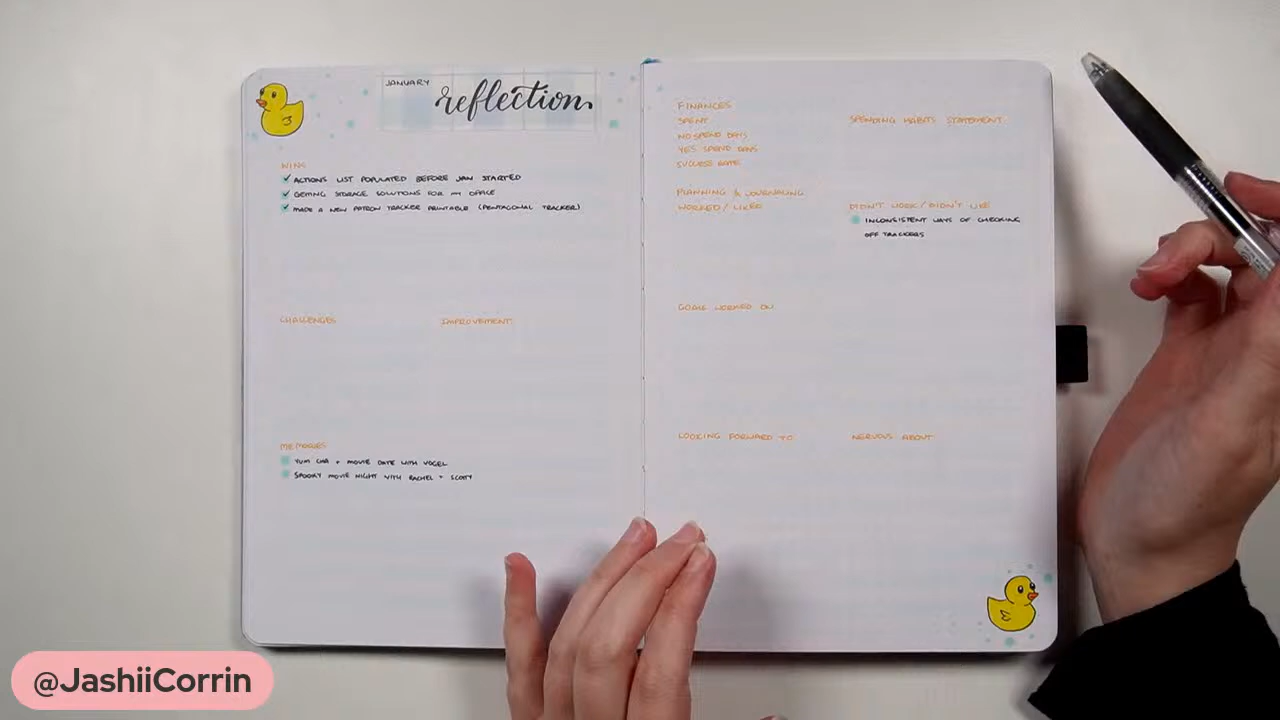 JANUARY
reflection
WINS
ACTIONS LIST POPULATED BEFORE JAN STARTED
GETTING STORAGE SOLUTIONS FOR MY OFFICE
MADE A NEW PATRON TRACKER PRINTABLE (PENTAGONAL TRACKER)
CHALLENGES
IMPROVEMENT
MEMORIES
YUM CHA + MOVIE DATE WITH VOGEL
SPOOKY MOVIE NIGHT WITH RACHEL + SCOTTY
FINANCES
SPENT
NO SPEND DAYS
YES SPEND DAYS
SUCCESS RATE
SPENDING HABITS STATEMENT
PLANNING & JOURNALING
WORKED / LIKED
DIDN'T WORK / DIDN'T LIKE
INCONSISTENT WAYS OF CHECKING
OFF TRACKERS
GOALS WORKED ON
LOOKING FORWARD TO
NERVOUS ABOUT
@JashiiCorrin